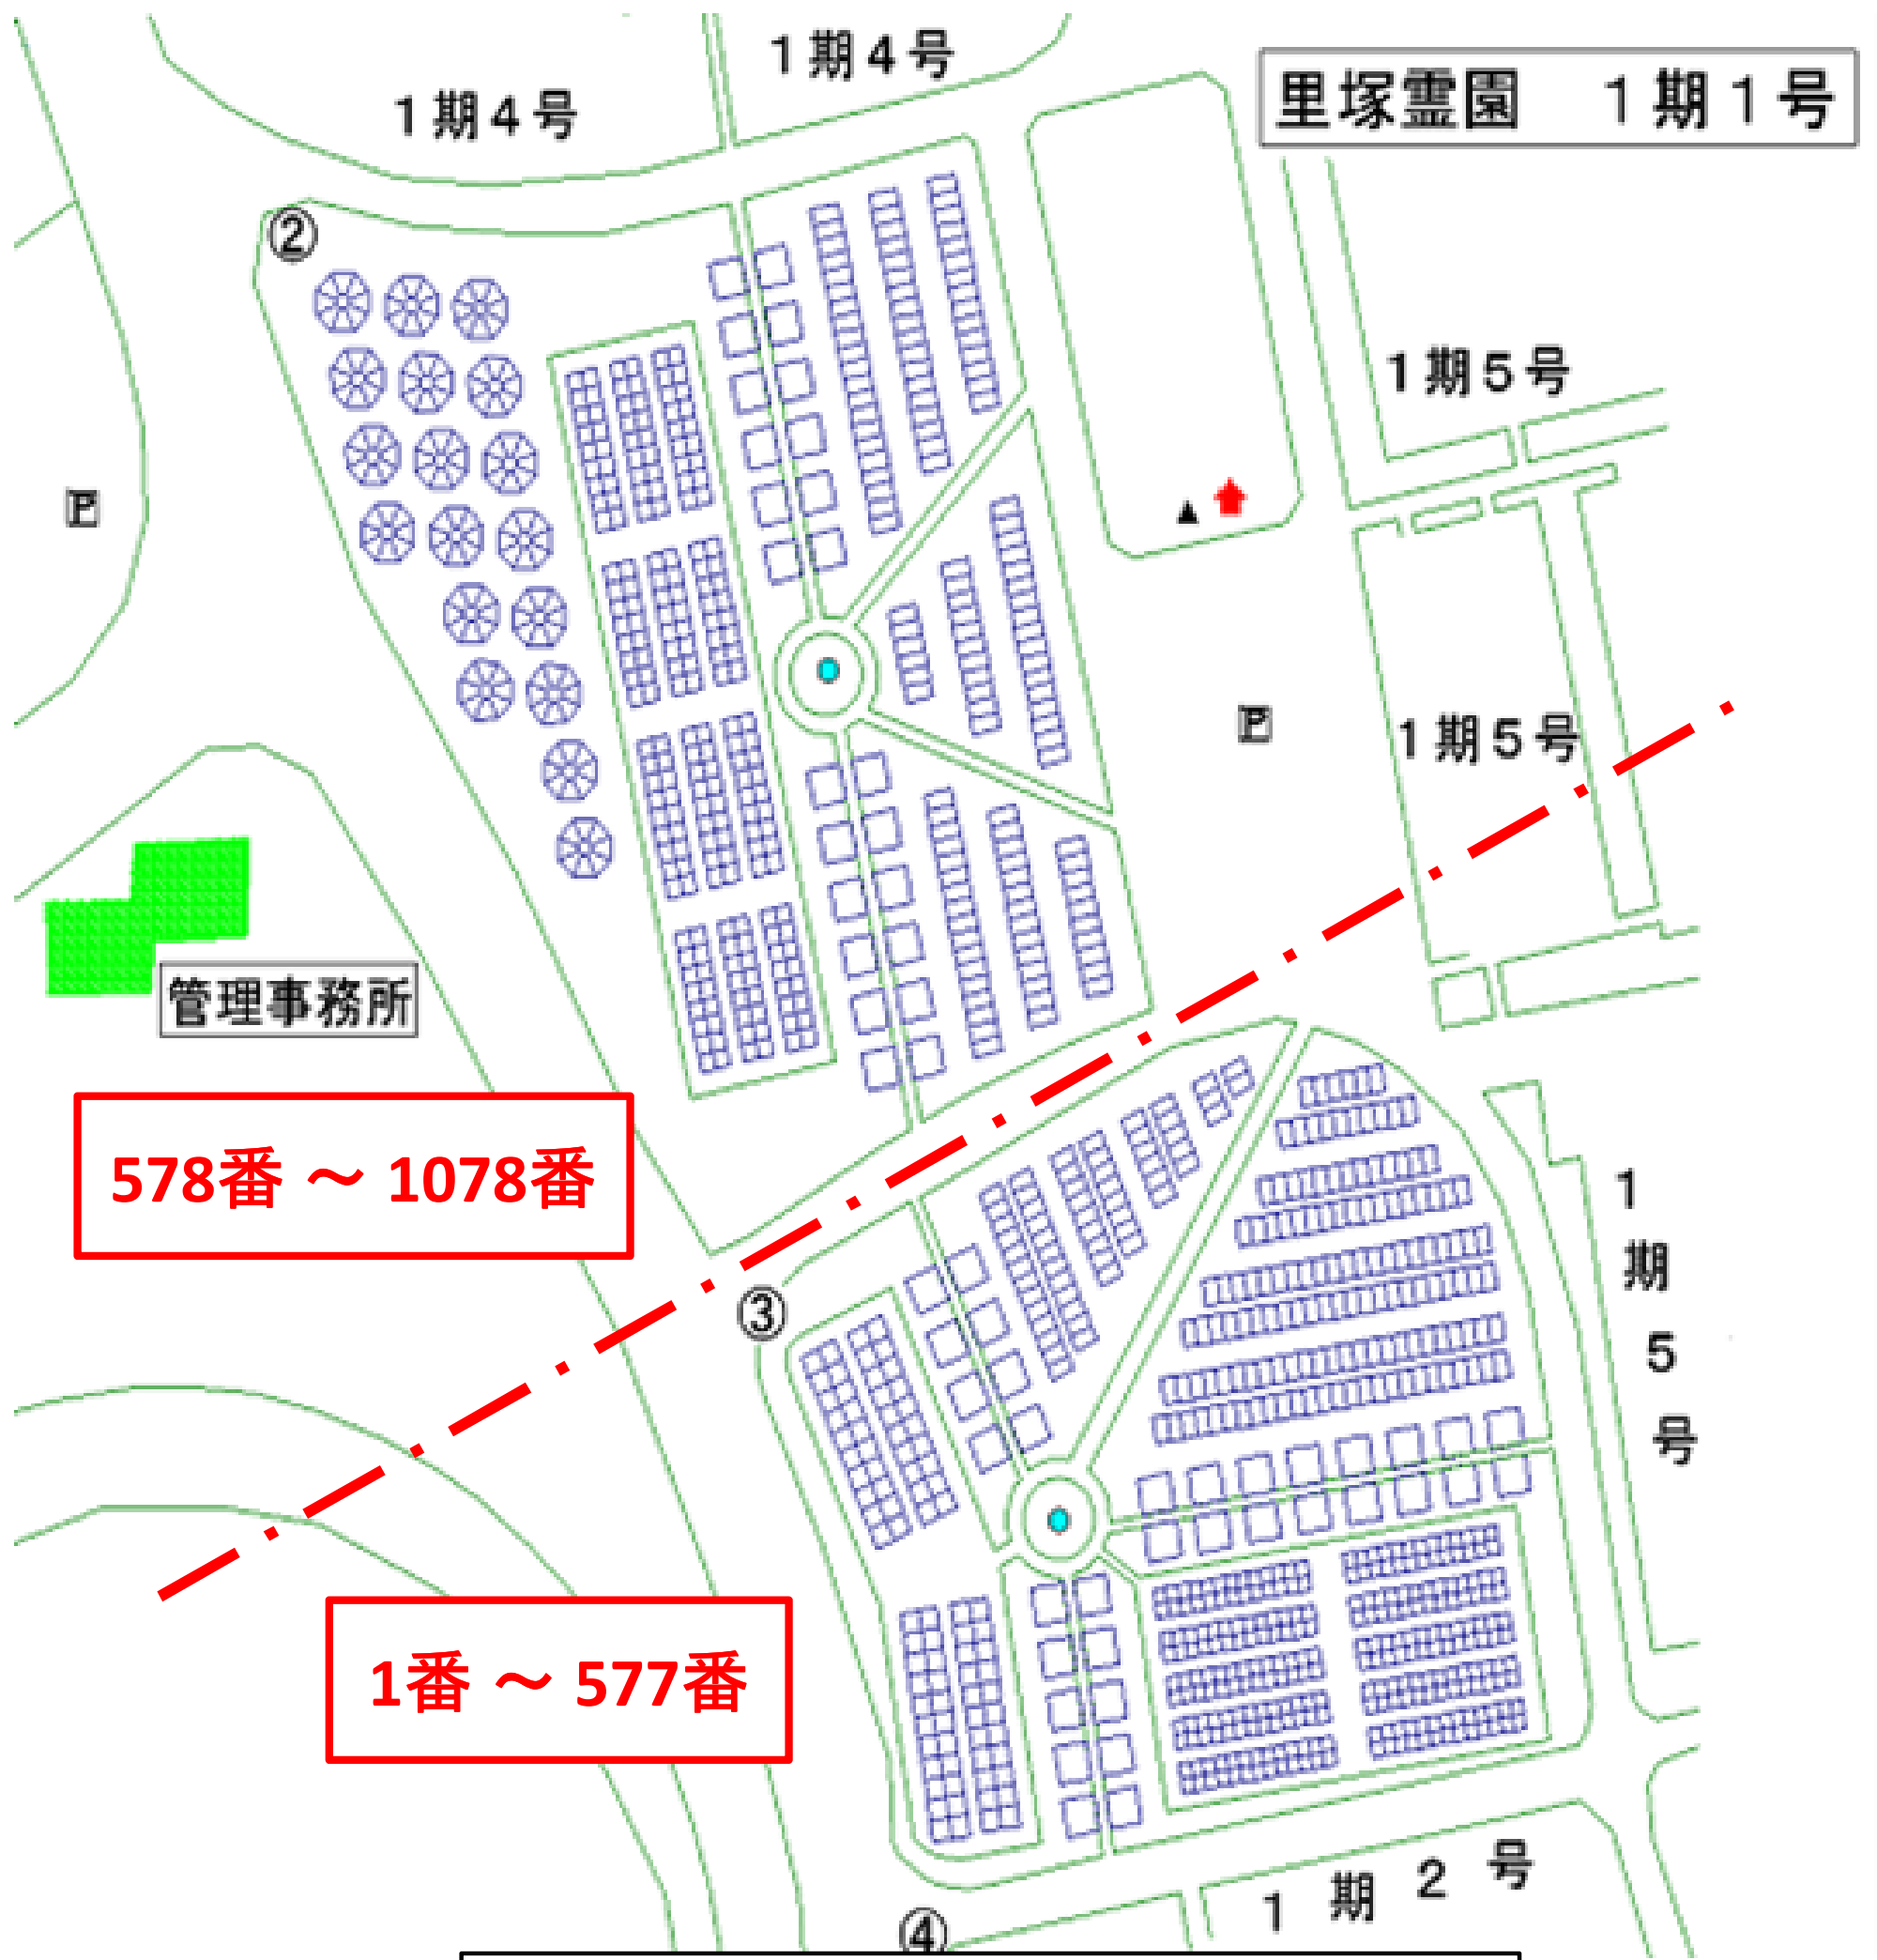 1期4号
1期4号
里塚霊園 1期1号
②
1期5号
P
P
1期5号
管理事務所
578番 ～ 1078番
1期5号
③
1番 ～ 577番
1期2号
④